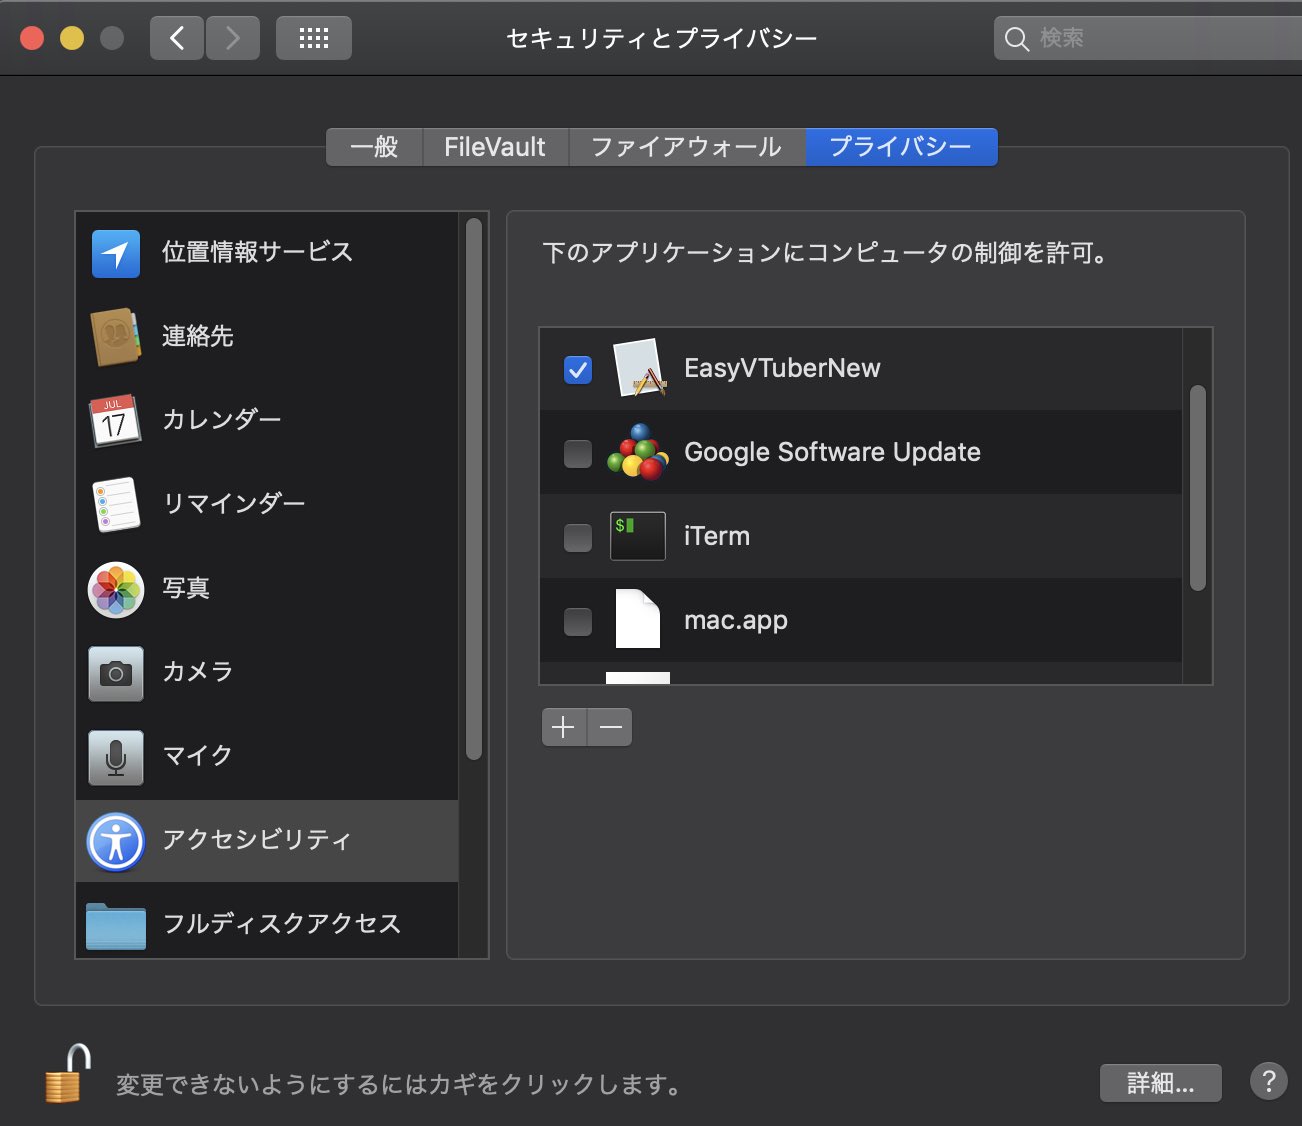 セキュリティとプライバシー
検索
一般
FileVault
ファイアウォール
プライバシー
位置情報サービス
連絡先
カレンダー
JUL
17
リマインダー
写真
カメラ
マイク
アクセシビリティ
フルディスクアクセス
下のアプリケーションにコンピュータの制御を許可。
EasyVTuberNew
Google Software Update
$
iTerm
mac.app
変更できないようにするにはカギをクリックします。
詳細...
?